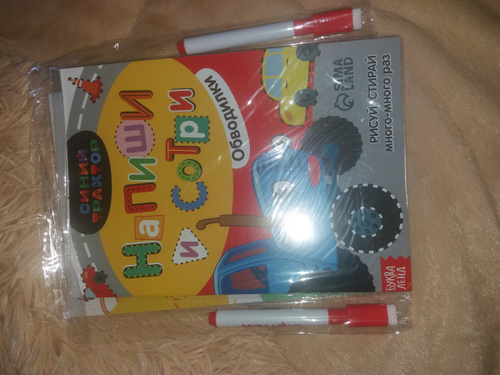 СИНИЙ
ТРАКТОР
НАПИШИ
и СОТРИ
Обводилки
SIMA
LAND
РИСУЙ, СТИРАЙ
МНОГО-МНОГО РАЗ
БУКВА
ЛЕНД